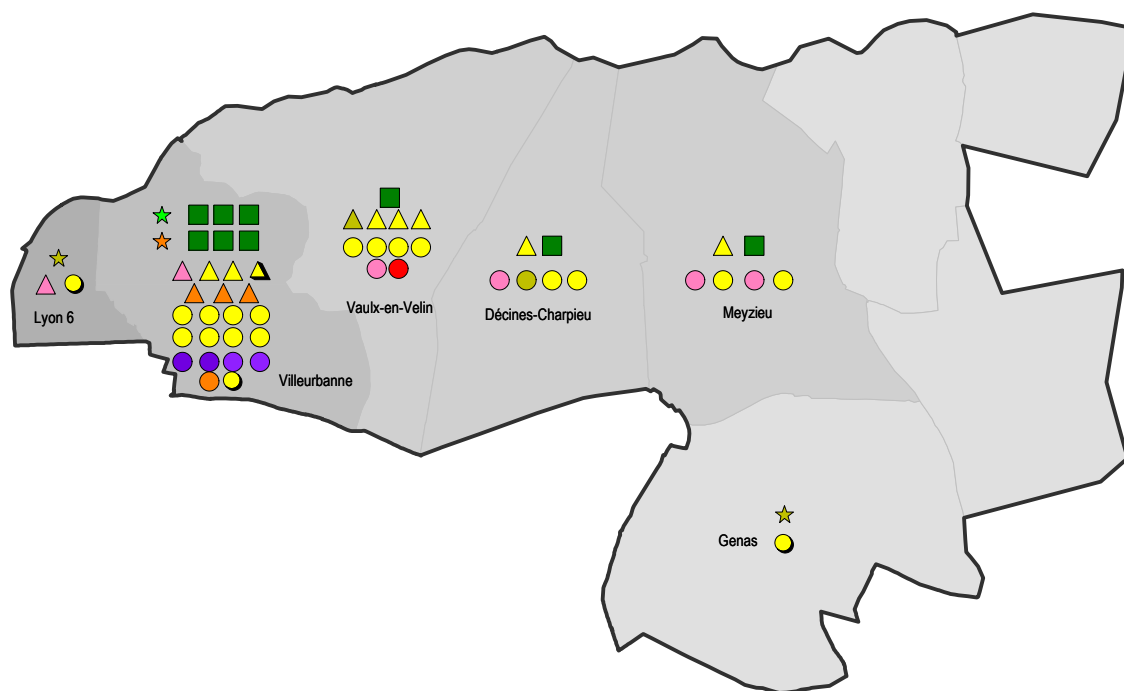 Lyon 6
Villeurbanne
Vaulx-en-Velin
Décines-Charpieu
Meyzieu
Genas